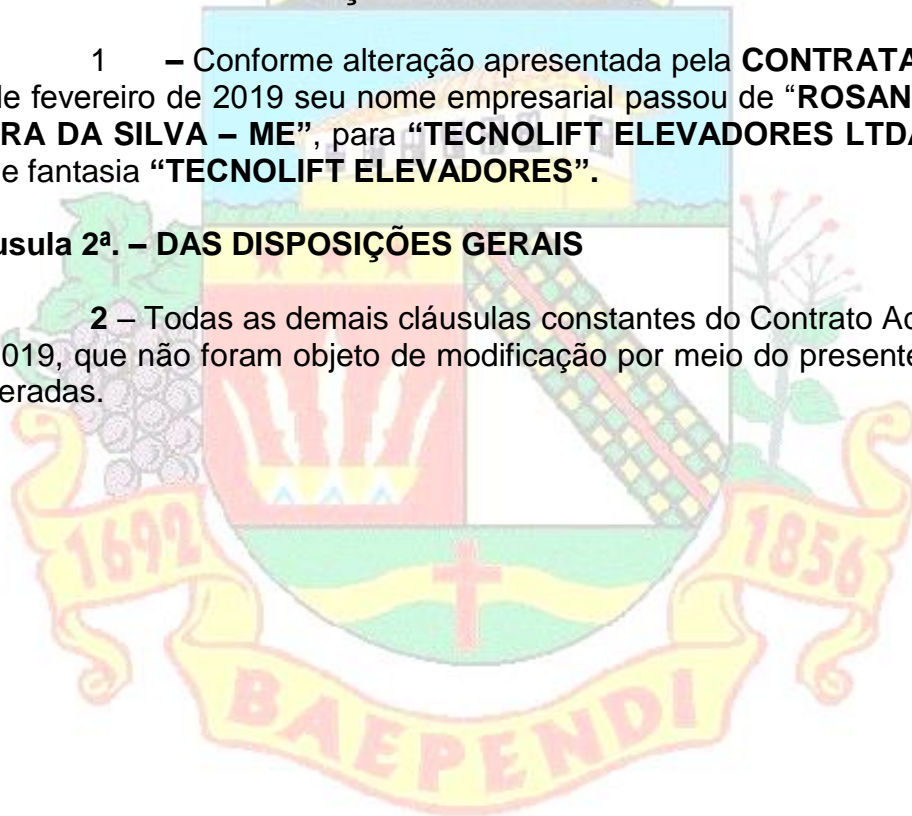 1 – Conforme alteração apresentada pela CONTRATA
de fevereiro de 2019 seu nome empresarial passou de “ROSAN
RA DA SILVA – ME”, para “TECNOLIFT ELEVADORES LTDA
e fantasia “TECNOLIFT ELEVADORES”.
usula 2ª. – DAS DISPOSIÇÕES GERAIS
2 – Todas as demais cláusulas constantes do Contrato Ad
019, que não foram objeto de modificação por meio do presente
eradas.
1692
1856
BAEPENDI